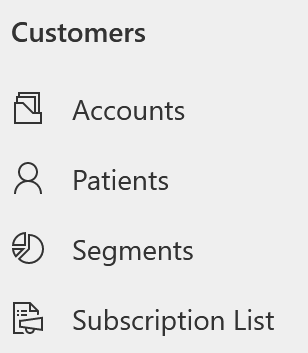 Customers
Accounts
Patients
Segments
Subscription List